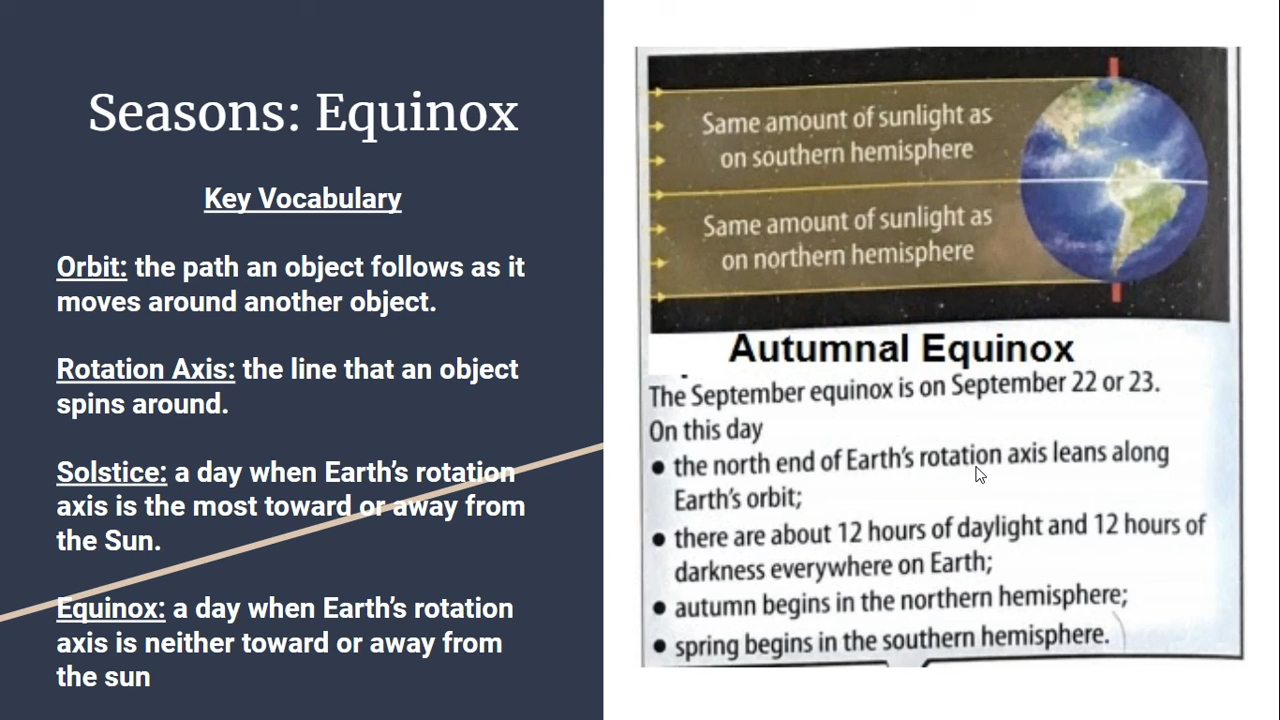 Seasons: Equinox
Key Vocabulary
Orbit: the path an object follows as it
moves around another object.
Rotation Axis: the line that an object
spins around.
Solstice: a day when Earth's rotation
axis is the most toward or away from
the Sun.
Equinox: a day when Earth's rotation
axis is neither toward or away from
the sun
Same amount of sunlight as
on southern hemisphere
Same amount of sunlight as
on northern hemisphere
Autumnal Equinox
The September equinox is on September 22 or 23.
On this day
• the north end of Earth's rotation axis leans along
Earth's orbit;
• there are about 12 hours of daylight and 12 hours of
darkness everywhere on Earth;
• autumn begins in the northern hemisphere;
• spring begins in the southern hemisphere.